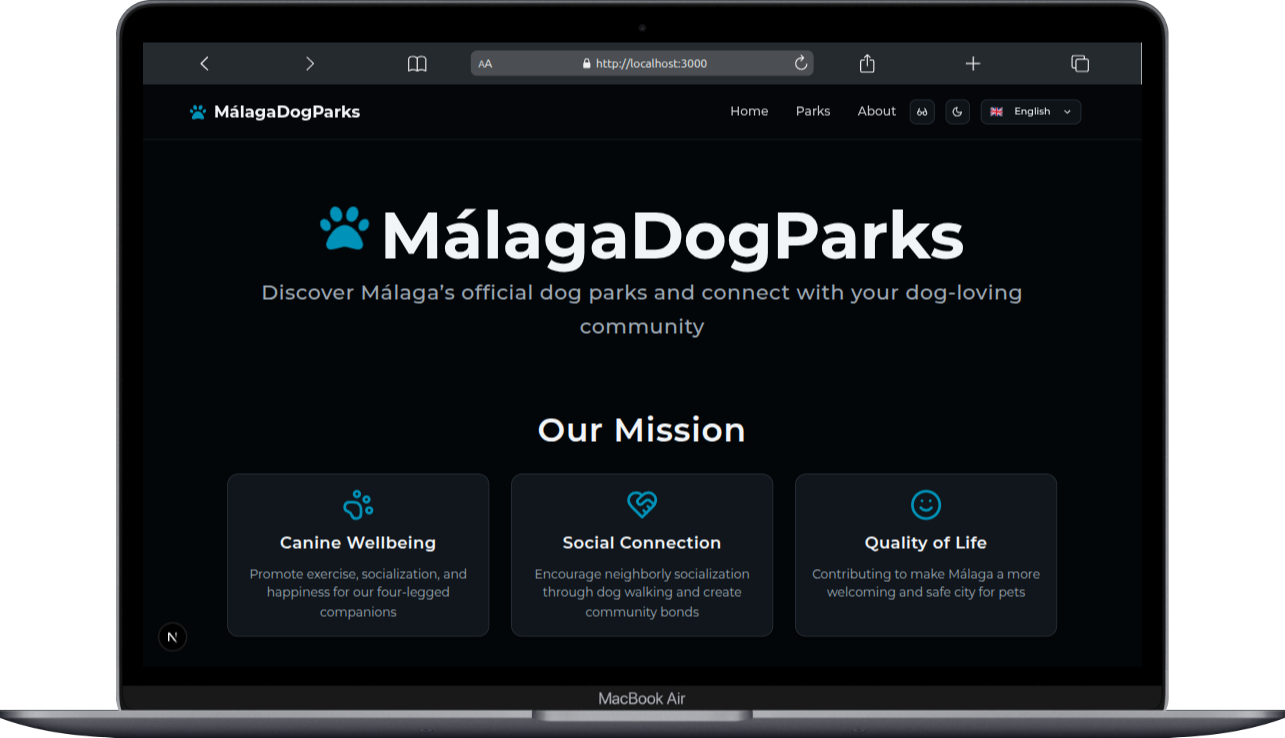 AA http://localhost:3000
MálagaDogParks Home Parks About English
MálagaDogParks
Discover Málaga’s official dog parks and connect with your dog-loving
community
Our Mission
Canine Wellbeing
Promote exercise, socialization, and
happiness for our four-legged
companions
Social Connection
Encourage neighborly socialization
through dog walking and create
community bonds
Quality of Life
Contributing to make Málaga a more
welcoming and safe city for pets
N
MacBook Air